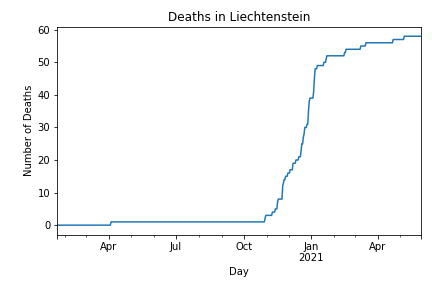 Deaths in Liechtenstein
60
50
40
30
20
10
0
Number of Deaths
Apr
Jul
Oct
Jan
2021
Apr
Day